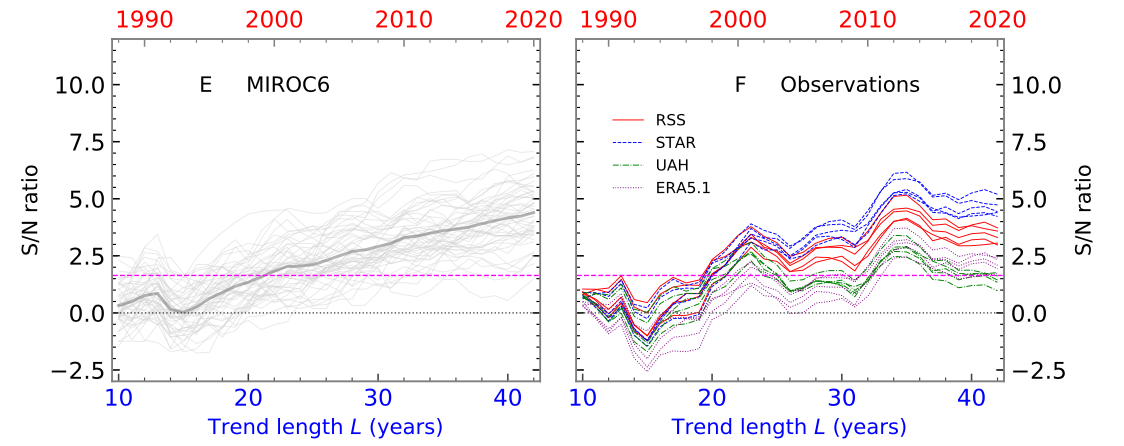 1990 2000 2010 2020 1990 2000 2010 2020
E MIROC6
F Observations
10.0
7.5
5.0
2.5
0.0
−2.5
S/N ratio
RSS
STAR
UAH
ERA5.1
10.0
7.5
5.0
2.5
0.0
−2.5
S/N ratio
10 20 30 40 10 20 30 40
Trend length L (years)
Trend length L (years)